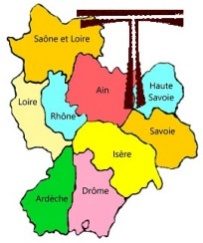 Saône et Loire
Loire
Rhône
Ain
Haute
Savoie
Savoie
Isère
Ardèche
Drôme